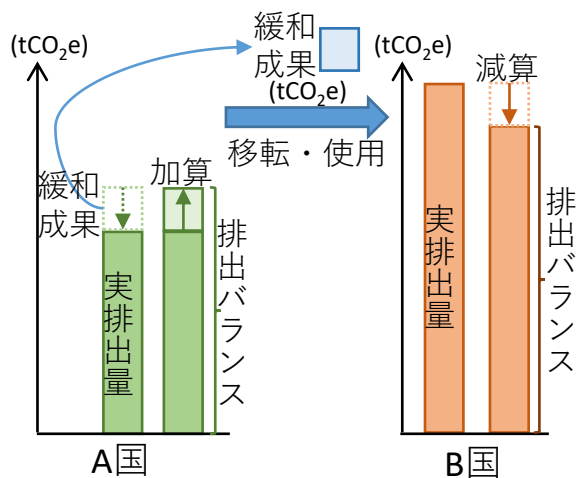 (tCO₂e)
緩和
成果
(tCO₂e)
移転・使用
(tCO₂e)
減算
緩和
成果
加算
実排出量
排出バランス
実排出量
排出バランス
A国
B国